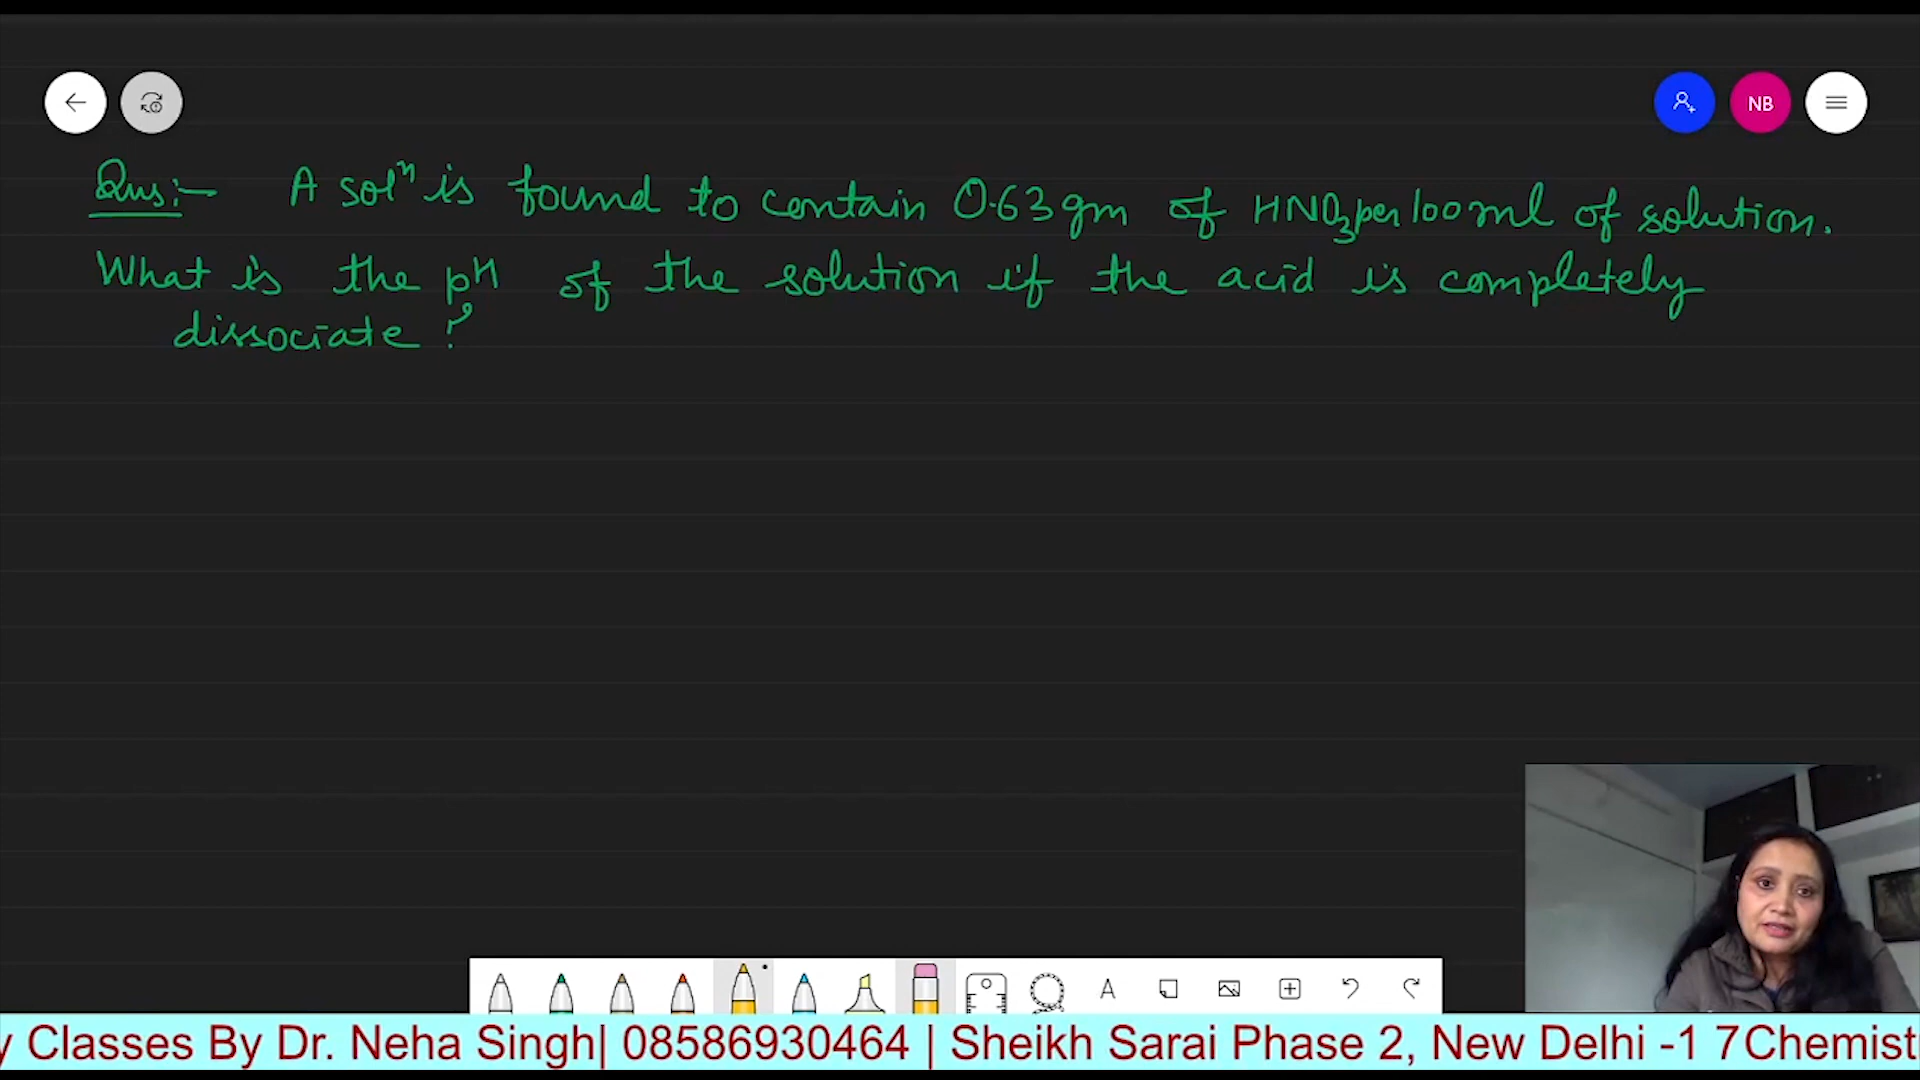 NB
Qus:- A solⁿ is found to contain 0.63 gm of HNO₃ per 100 ml of solution.
What is the pH of the solution if the acid is completely
dissociate ?
A
y Classes By Dr. Neha Singh| 08586930464 | Sheikh Sarai Phase 2, New Delhi -1 7Chemist